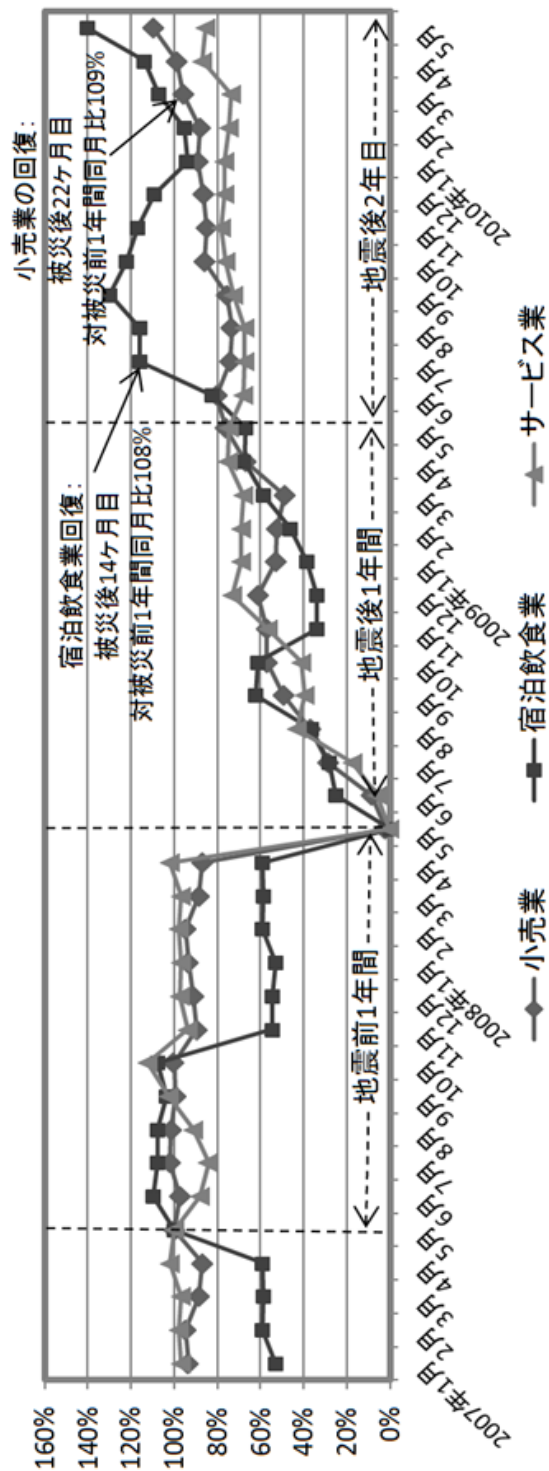 小売業の回復:
被災後22ヶ月目
対被災前1年間同月比109%
宿泊飲食業回復:
被災後14ヶ月目
対被災前1年間同月比108%
160%
140%
120%
100%
80%
60%
40%
20%
0%
地震前1年間
地震後1年間
地震後2年目
2007年1月
2月
3月
4月
5月
6月
7月
8月
9月
10月
11月
12月
2008年1月
2月
3月
4月
5月
6月
7月
8月
9月
10月
11月
12月
2009年1月
2月
3月
4月
5月
6月
7月
8月
9月
10月
11月
12月
2010年1月
2月
3月
4月
5月
小売業
宿泊飲食業
サービス業